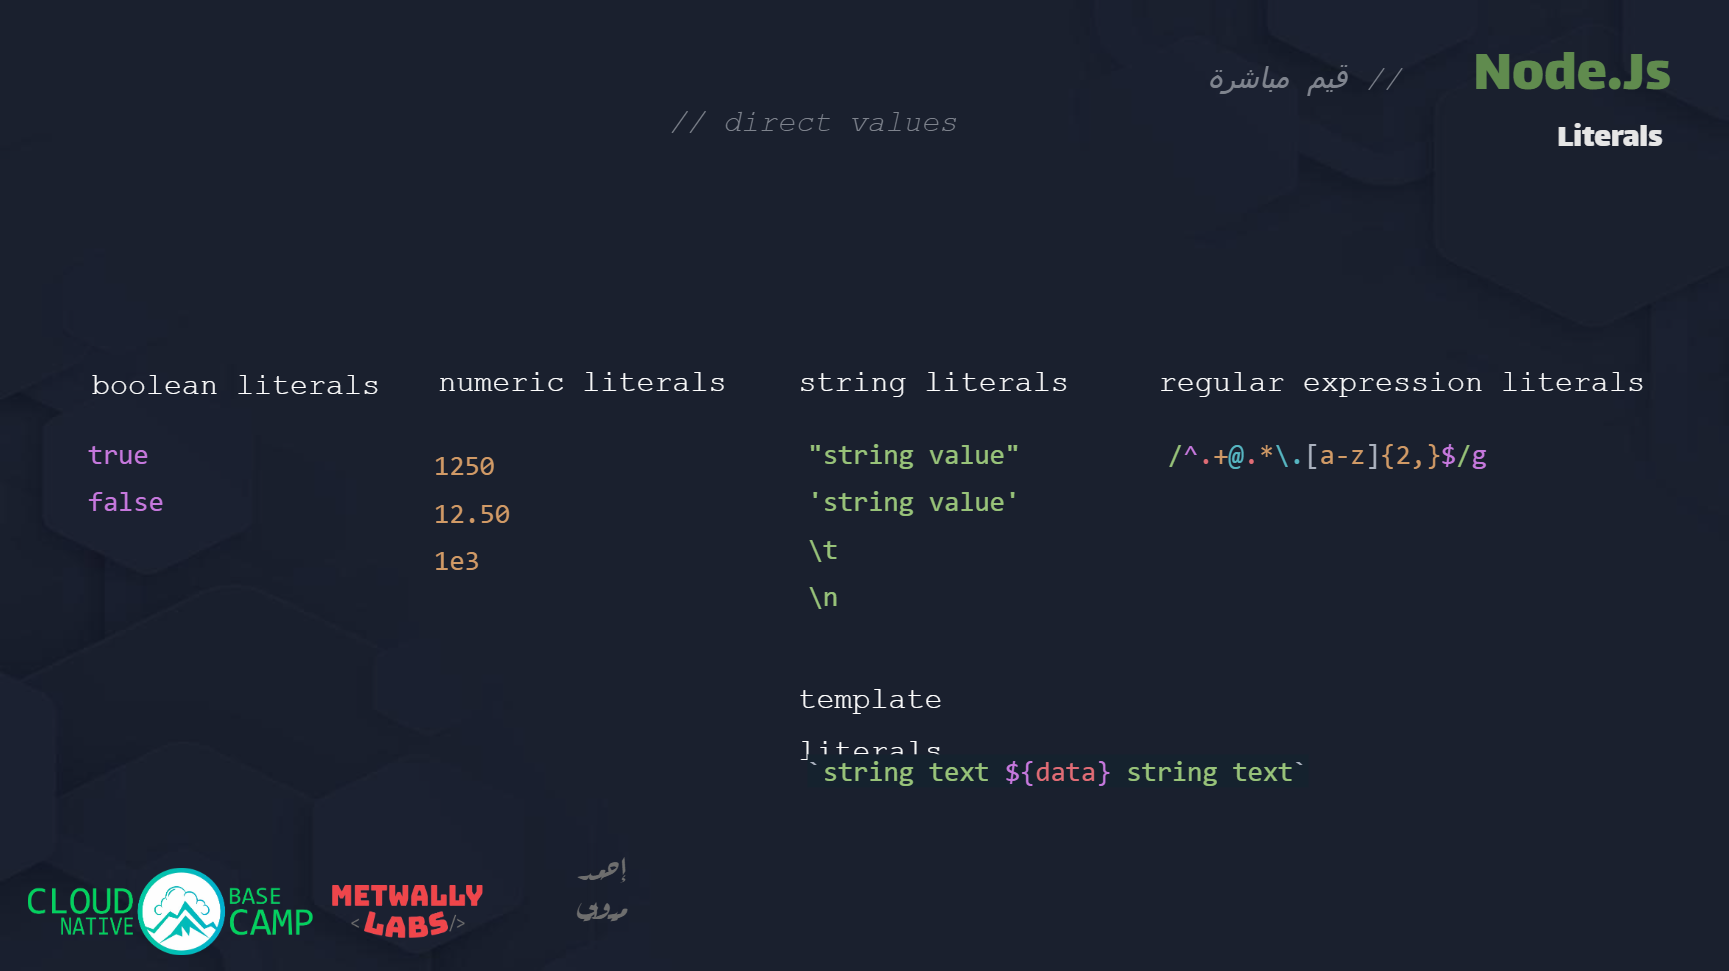 Node.Js
// قيم مباشرة
// direct values
Literals
boolean literals
true
false
numeric literals
1250
12.50
1e3
string literals
"string value"
'string value'
\t
\n
template
literals
`string text ${data} string text`
regular expression literals
/^.+@.*\.[a-z]{2,}$/g
CLOUD
NATIVE
BASE
CAMP
METWALLY
<LABS/>